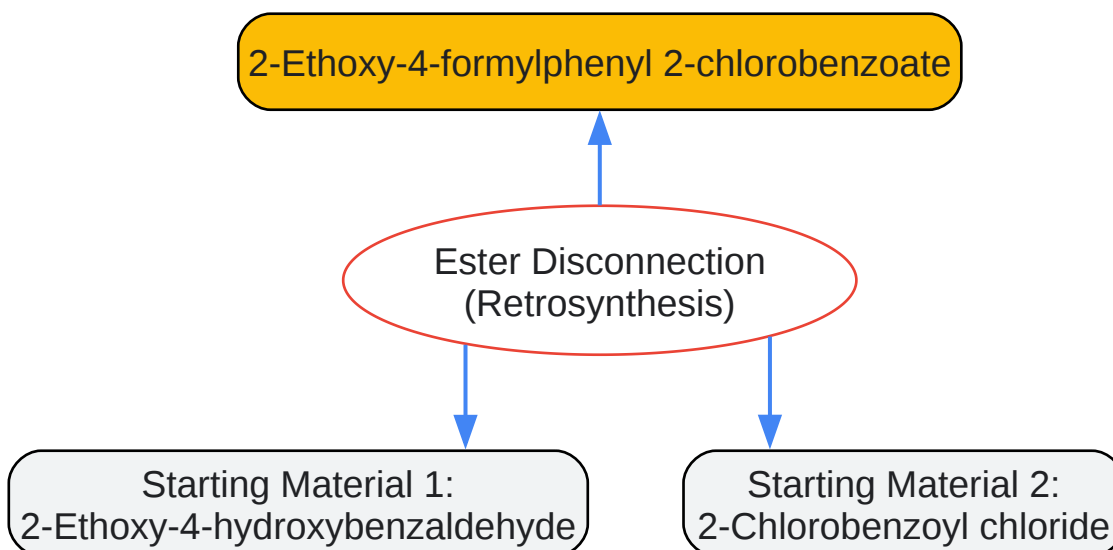 2-Ethoxy-4-formylphenyl 2-chlorobenzoate
Ester Disconnection
(Retrosynthesis)
Starting Material 1:
2-Ethoxy-4-hydroxybenzaldehyde
Starting Material 2:
2-Chlorobenzoyl chloride